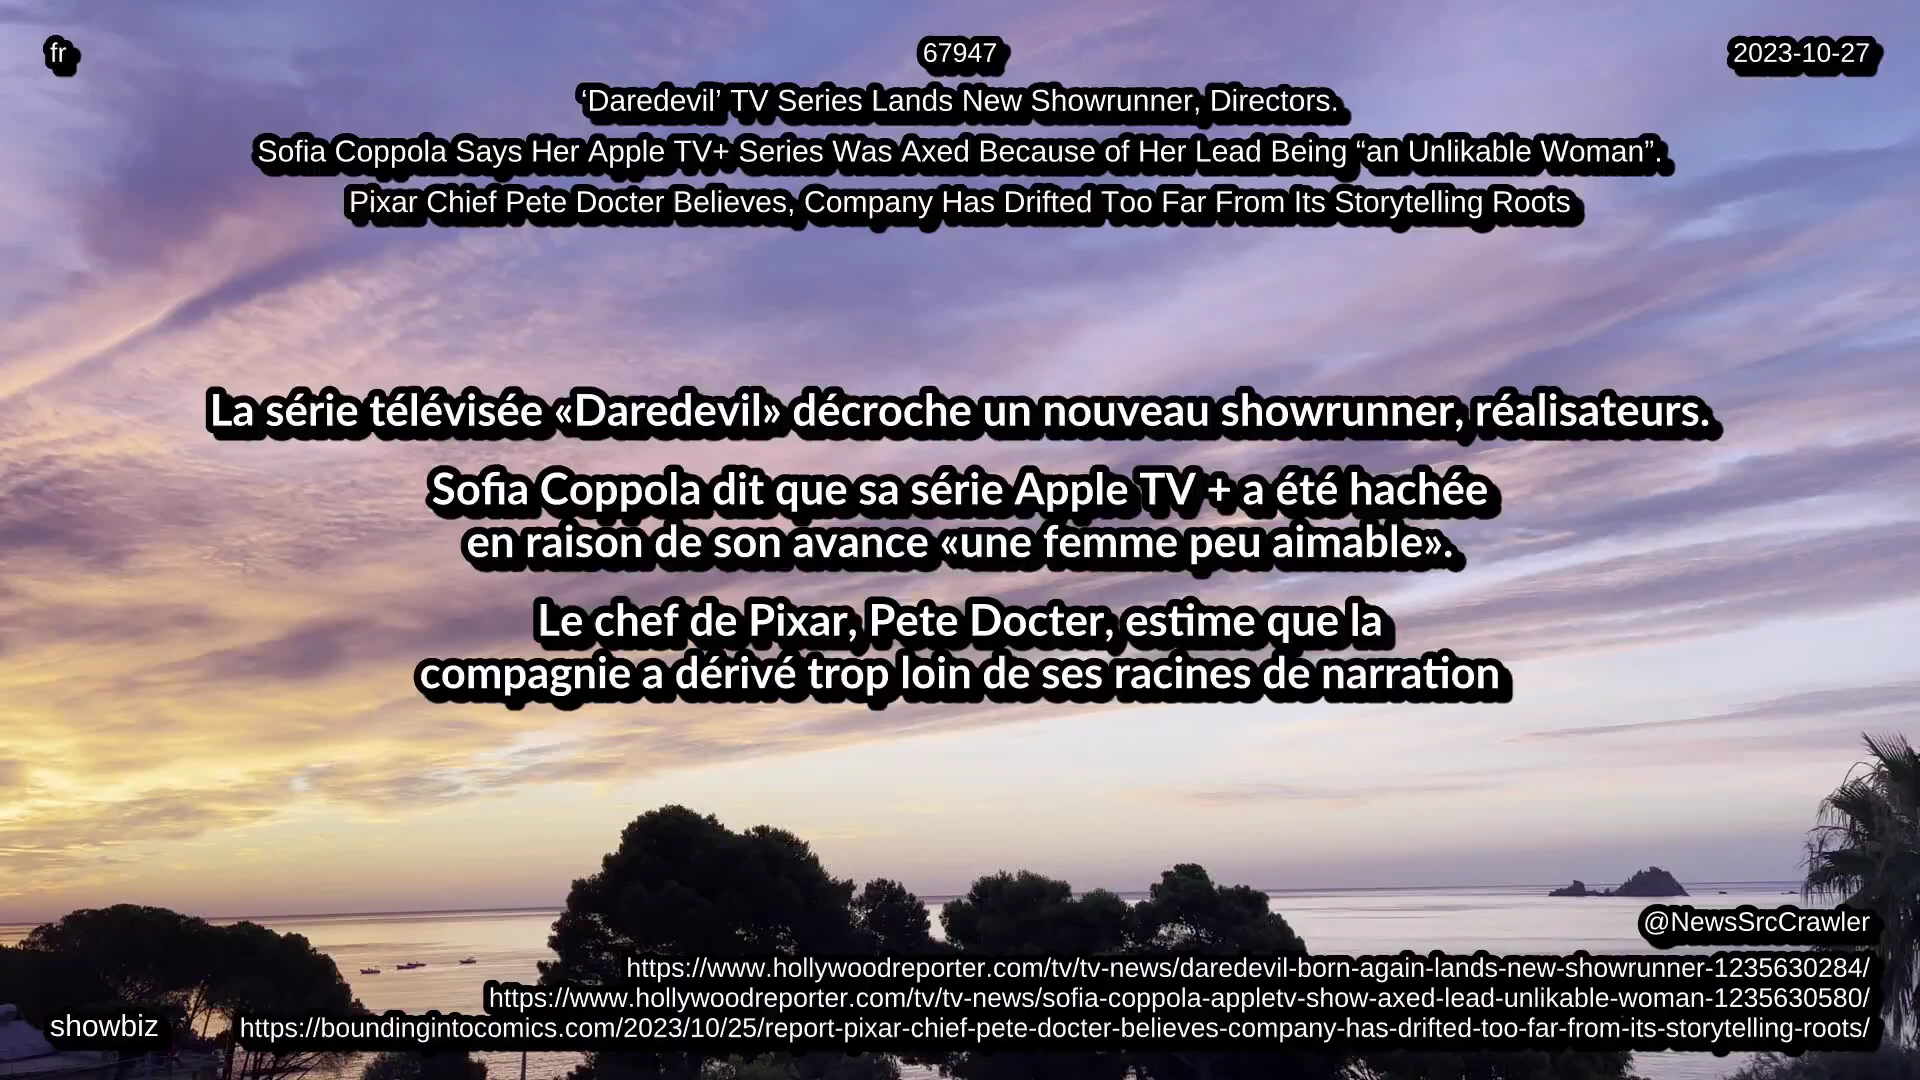 fr
67947
2023-10-27
‘Daredevil’ TV Series Lands New Showrunner, Directors.
Sofia Coppola Says Her Apple TV+ Series Was Axed Because of Her Lead Being “an Unlikable Woman”.
Pixar Chief Pete Docter Believes, Company Has Drifted Too Far From Its Storytelling Roots
La série télévisée «Daredevil» décroche un nouveau showrunner, réalisateurs.
Sofia Coppola dit que sa série Apple TV + a été hachée
en raison de son avance «une femme peu aimable».
Le chef de Pixar, Pete Docter, estime que la
compagnie a dérivé trop loin de ses racines de narration
@NewsSrcCrawler
https://www.hollywoodreporter.com/tv/tv-news/daredevil-born-again-lands-new-showrunner-1235630284/
https://www.hollywoodreporter.com/tv/tv-news/sofia-coppola-appletv-show-axed-lead-unlikable-woman-1235630580/
showbiz
https://boundingintocomics.com/2023/10/25/report-pixar-chief-pete-docter-believes-company-has-drifted-too-far-from-its-storytelling-roots/